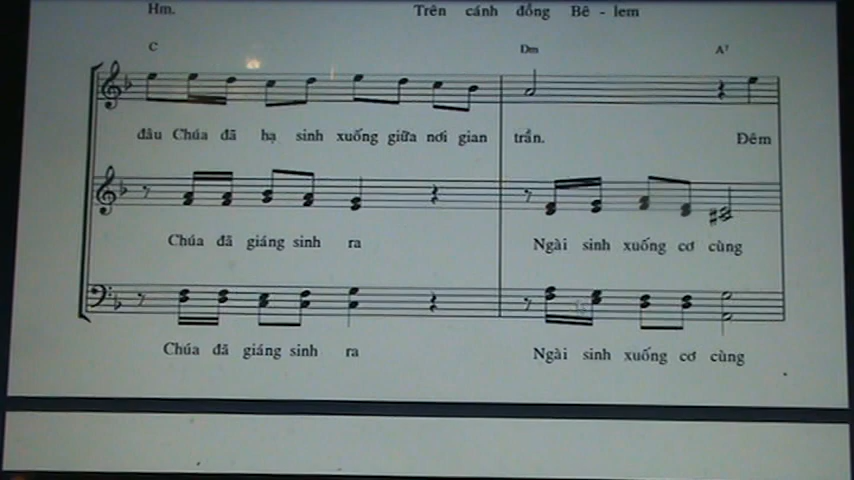 Hm. Trên cánh đồng Bê - lem
C Dm A7
đâu Chúa đã hạ sinh xuống giữa nơi gian trần. Đêm
Chúa đã giáng sinh ra Ngài sinh xuống cơ cùng
Chúa đã giáng sinh ra Ngài sinh xuống cơ cùng